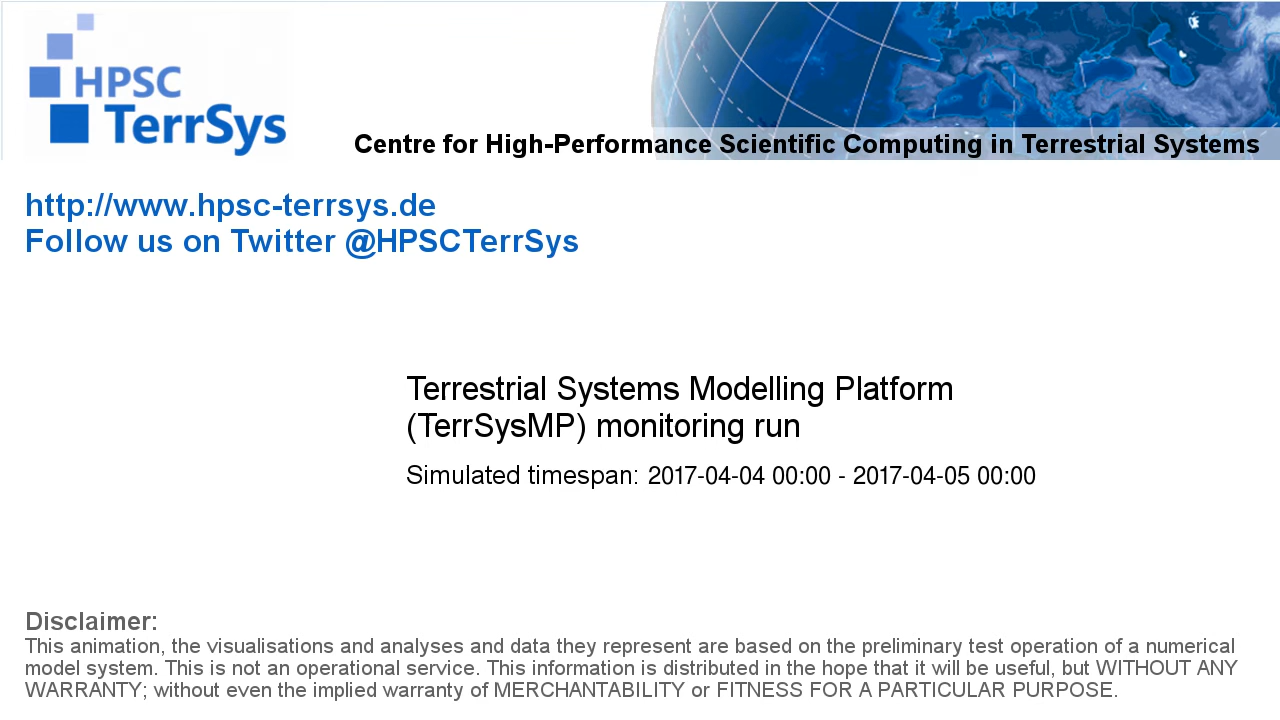 HPSC
TerrSys
Centre for High-Performance Scientific Computing in Terrestrial Systems
http://www.hpsc-terrsys.de
Follow us on Twitter @HPSCTerrSys
Terrestrial Systems Modelling Platform
(TerrSysMP) monitoring run
Simulated timespan: 2017-04-04 00:00 - 2017-04-05 00:00
Disclaimer:
This animation, the visualisations and analyses and data they represent are based on the preliminary test operation of a numerical
model system. This is not an operational service. This information is distributed in the hope that it will be useful, but WITHOUT ANY
WARRANTY; without even the implied warranty of MERCHANTABILITY or FITNESS FOR A PARTICULAR PURPOSE.